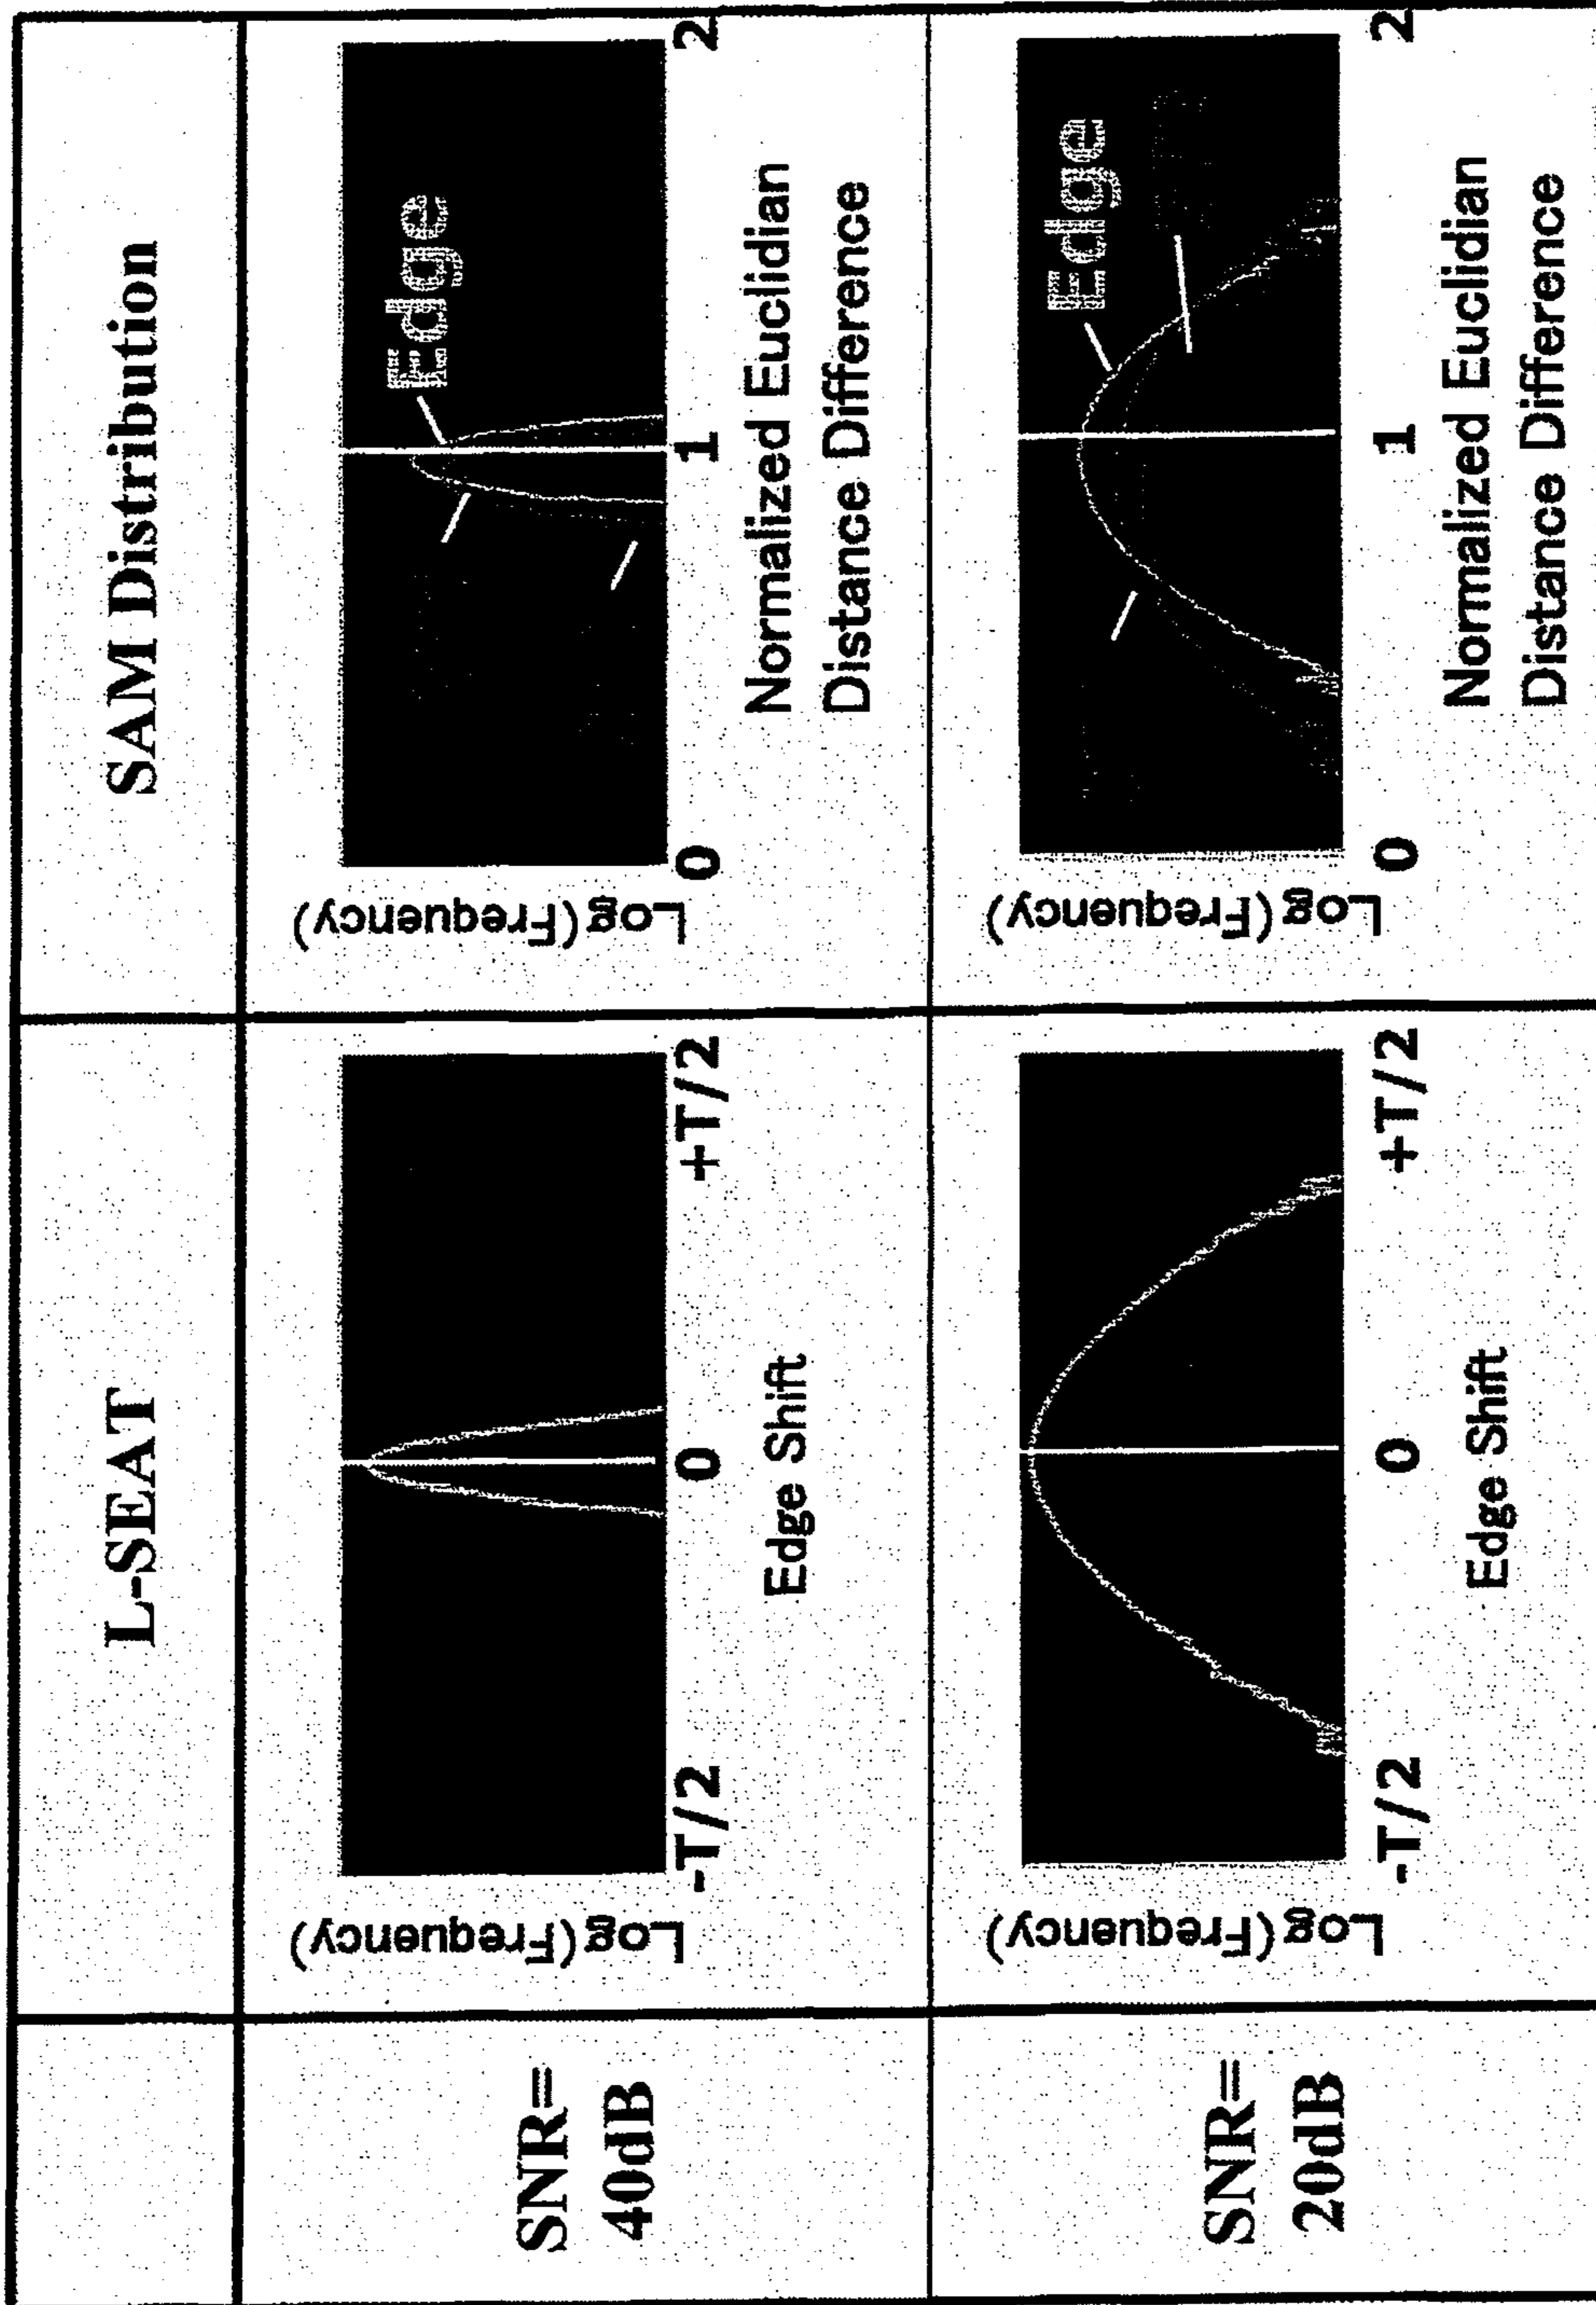 L-SEAT
SAM Distribution
SNR=
40dB
Log(Frequency)
-T/2
0
+T/2
Edge Shift
Log(Frequency)
Edge
0
1
2
Normalized Euclidian
Distance Difference
SNR=
20dB
Log(Frequency)
-T/2
0
+T/2
Edge Shift
Log(Frequency)
Edge
0
1
2
Normalized Euclidian
Distance Difference